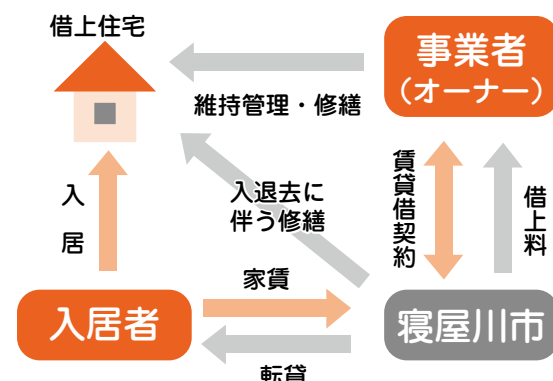 借上住宅
事業者
(オーナー)
維持管理・修繕
入居
入退去に
伴う修繕
賃貸借契約
借上料
家賃
入居者
寝屋川市
転貸